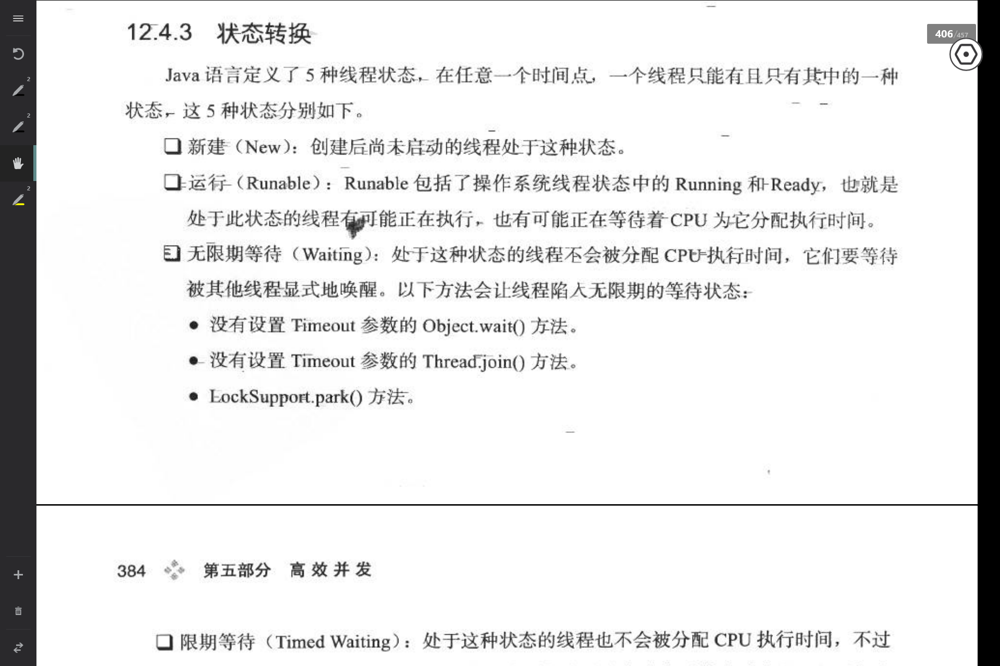 406/457
2
2
2
12.4.3 状态转换
Java 语言定义了 5 种线程状态，在任意一个时间点，一个线程只能有且只有其中的一种
状态，这 5 种状态分别如下。
新建（New）：创建后尚未启动的线程处于这种状态。
运行（Runable）：Runable 包括了操作系统线程状态中的 Running 和 Ready，也就是
处于此状态的线程有可能正在执行，也有可能正在等待着 CPU 为它分配执行时间。
无限期等待（Waiting）：处于这种状态的线程不会被分配 CPU 执行时间，它们要等待
被其他线程显式地唤醒。以下方法会让线程陷入无限期的等待状态：
● 没有设置 Timeout 参数的 Object.wait() 方法。
● 没有设置 Timeout 参数的 Thread.join() 方法。
● LockSupport.park() 方法。
384 第五部分 高效并发
限期等待（Timed Waiting）：处于这种状态的线程也不会被分配 CPU 执行时间，不过